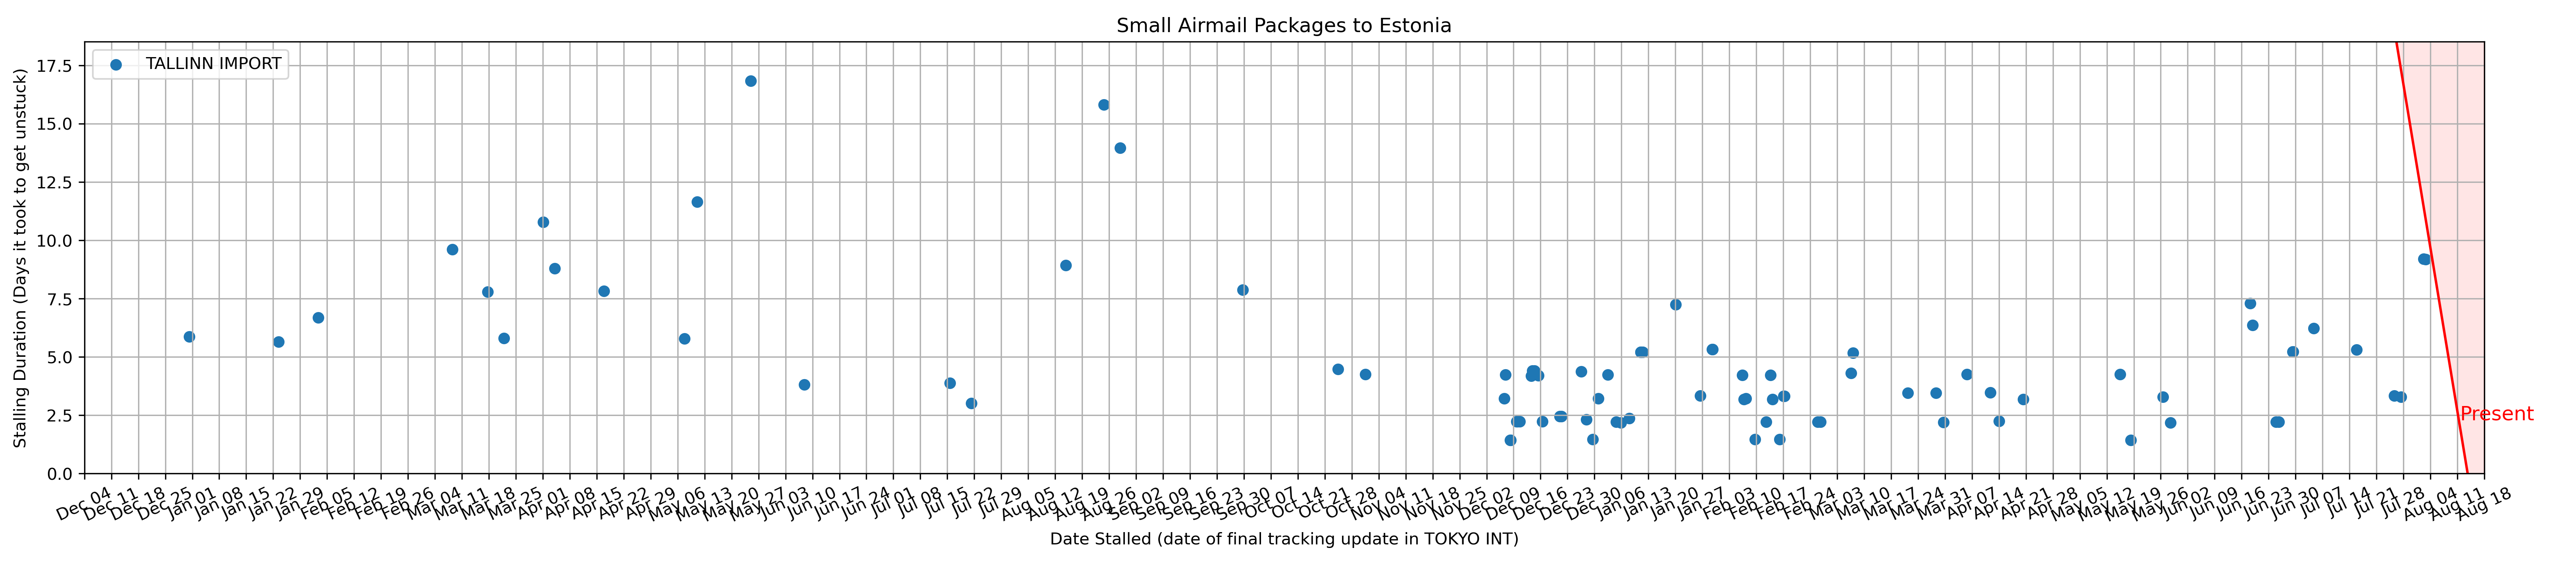 Small Airmail Packages to Estonia
TALLINN IMPORT
Stalling Duration (Days it took to get unstuck)
17.5
15.0
12.5
10.0
7.5
5.0
2.5
0.0
Present
Dec 04 Dec 11 Dec 18 Dec 25 Jan 01 Jan 08 Jan 15 Jan 22 Jan 29 Feb 05 Feb 12 Feb 19 Feb 26 Mar 04 Mar 11 Mar 18 Mar 25 Apr 01 Apr 08 Apr 15 Apr 22 Apr 29 May 06 May 13 May 20 May 27 Jun 03 Jun 10 Jun 17 Jun 24 Jul 01 Jul 08 Jul 15 Jul 22 Jul 29 Aug 05 Aug 12 Aug 19 Aug 26 Sep 02 Sep 09 Sep 16 Sep 23 Sep 30 Oct 07 Oct 14 Oct 21 Oct 28 Nov 04 Nov 11 Nov 18 Nov 25 Dec 02 Dec 09 Dec 16 Dec 23 Dec 30 Jan 06 Jan 13 Jan 20 Jan 27 Feb 03 Feb 10 Feb 17 Feb 24 Mar 03 Mar 10 Mar 17 Mar 24 Mar 31 Apr 07 Apr 14 Apr 21 Apr 28 May 05 May 12 May 19 May 26 Jun 02 Jun 09 Jun 16 Jun 23 Jun 30 Jul 07 Jul 14 Jul 21 Jul 28 Aug 04 Aug 11 Aug 18
Date Stalled (date of final tracking update in TOKYO INT)